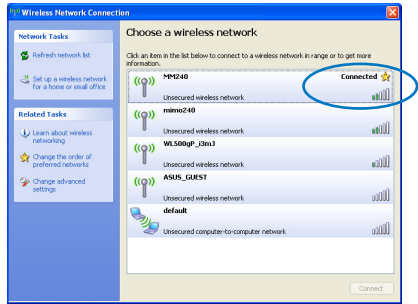 Wireless Network Connection
Network Tasks
Refresh network list
Set up a wireless network
for a home or small office
Related Tasks
Learn about wireless
networking
Change the order of
preferred networks
Change advanced
settings
Choose a wireless network
Click an item in the list below to connect to a wireless network in range or to get more
information.
MM240
Connected
Unsecured wireless network
mimo240
Unsecured wireless network
WL500gP_i3mJ
Unsecured wireless network
ASUS_GUEST
Unsecured wireless network
default
Unsecured computer-to-computer network
Connect